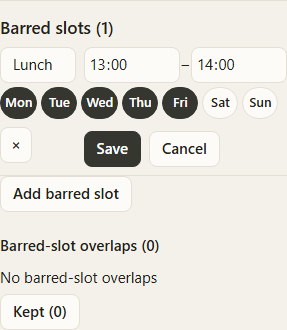 Barred slots (1)
Lunch 13:00 – 14:00
Mon Tue Wed Thu Fri Sat Sun
× Save Cancel
Add barred slot
Barred-slot overlaps (0)
No barred-slot overlaps
Kept (0)